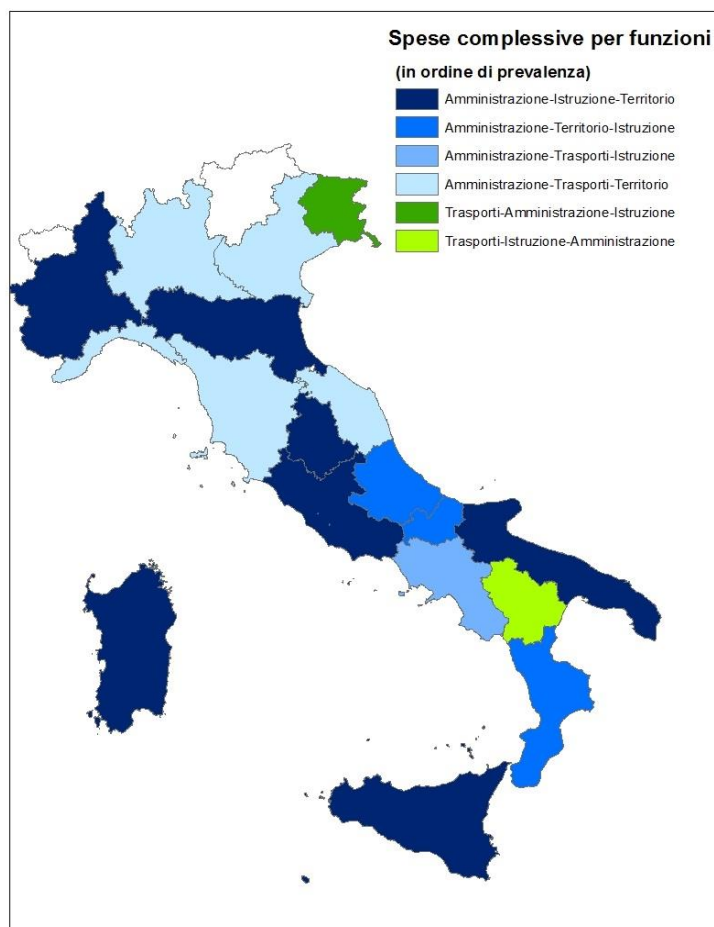 Spese complessive per funzioni
(in ordine di prevalenza)
Amministrazione-Istruzione-Territorio
Amministrazione-Territorio-Istruzione
Amministrazione-Trasporti-Istruzione
Amministrazione-Trasporti-Territorio
Trasporti-Amministrazione-Istruzione
Trasporti-Istruzione-Amministrazione